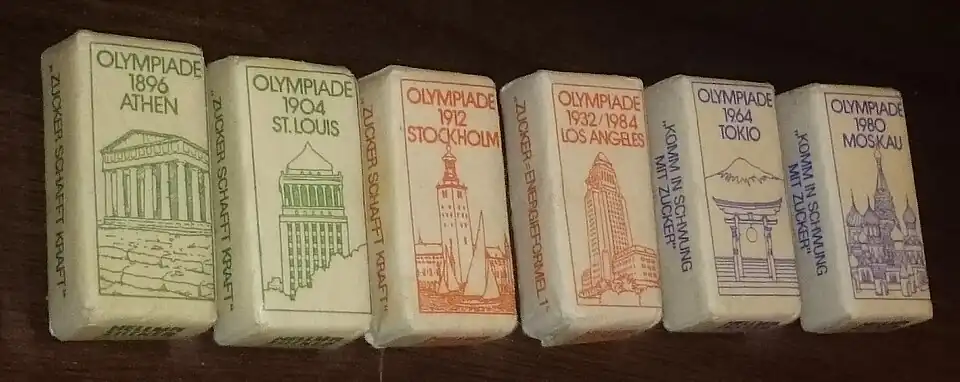 "ZUCKER SCHAFFT KRAFT"
OLYMPIADE
1896
ATHEN
"ZUCKER SCHAFFT KRAFT"
OLYMPIADE
1904
ST. LOUIS
"ZUCKER SCHAFFT KRAFT"
OLYMPIADE
1912
STOCKHOLM
"ZUCKER = ENERGIEFORMEL 1"
OLYMPIADE
1932/1984
LOS ANGELES
„KOMM IN SCHWUNG
MIT ZUCKER"
OLYMPIADE
1964
TOKIO
„KOMM IN SCHWUNG
MIT ZUCKER"
OLYMPIADE
1980
MOSKAU